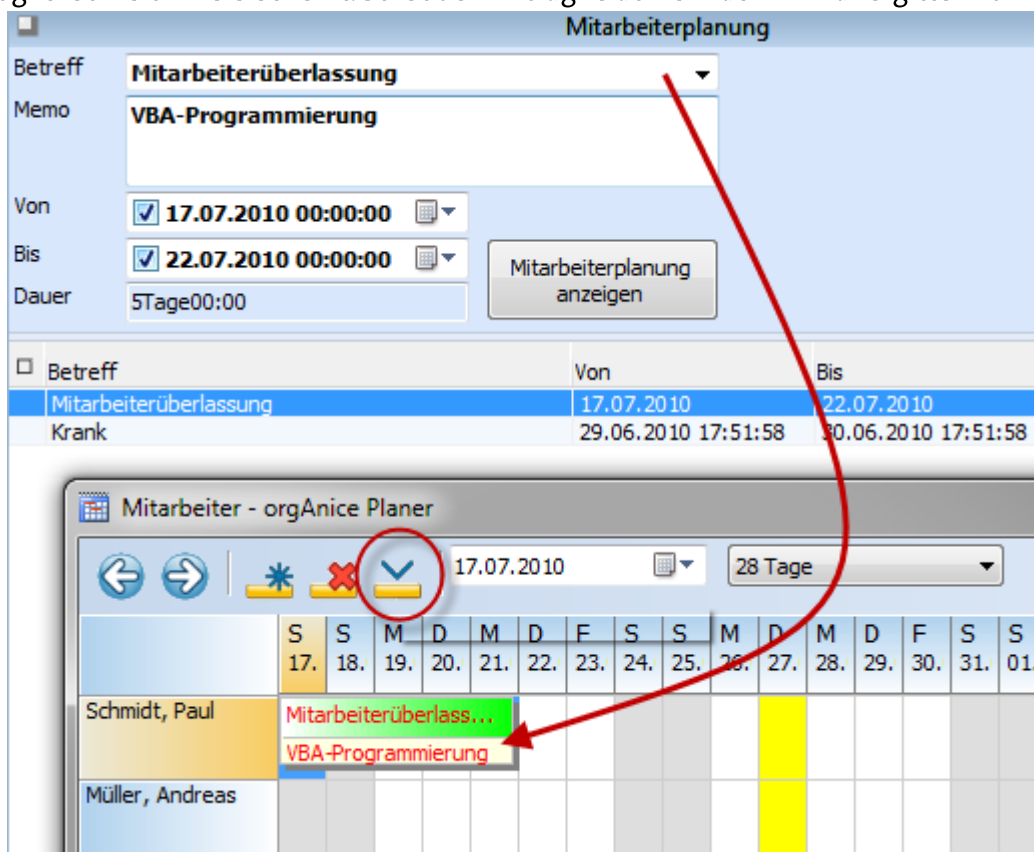 Mitarbeiterplanung
Betreff Mitarbeiterüberlassung
Memo VBA-Programmierung
Von 17.07.2010 00:00:00
Bis 22.07.2010 00:00:00
Mitarbeiterplanung anzeigen
Dauer 5Tage00:00
Betreff Von Bis
Mitarbeiterüberlassung 17.07.2010 22.07.2010
Krank 29.06.2010 17:51:58 30.06.2010 17:51:58
Mitarbeiter - orgAnice Planer
17.07.2010 28 Tage
S S M D M D F S S M D M D F S S
17. 18. 19. 20. 21. 22. 23. 24. 25. 26. 27. 28. 29. 30. 31. 01.
Schmidt, Paul Mitarbeiterüberlass...
VBA-Programmierung
Müller, Andreas